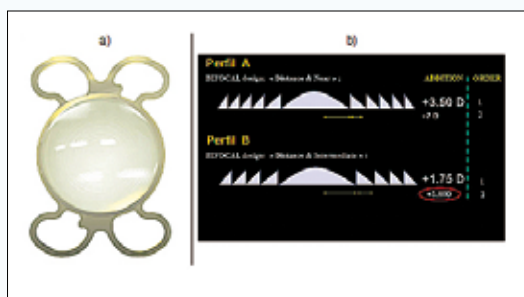 a)
b)
Perfil A
BIFOCAL design: « Distance & Near » :
ADDITION
ORDER
+3.50 D
1
2
Perfil B
BIFOCAL design: « Distance & Intermediate » :
+1.75 D
1